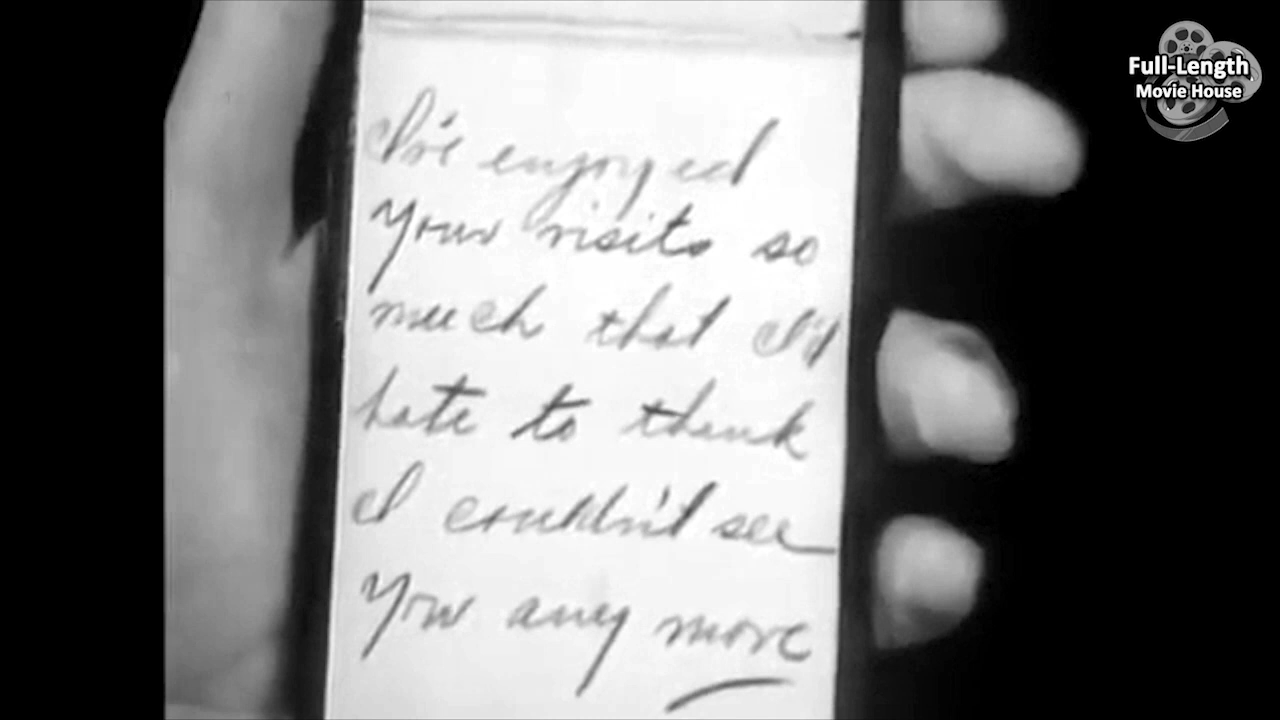 Full-Length
Movie House
I've enjoyed
your visits so
much that I'd
hate to think
I couldn't see
you any more